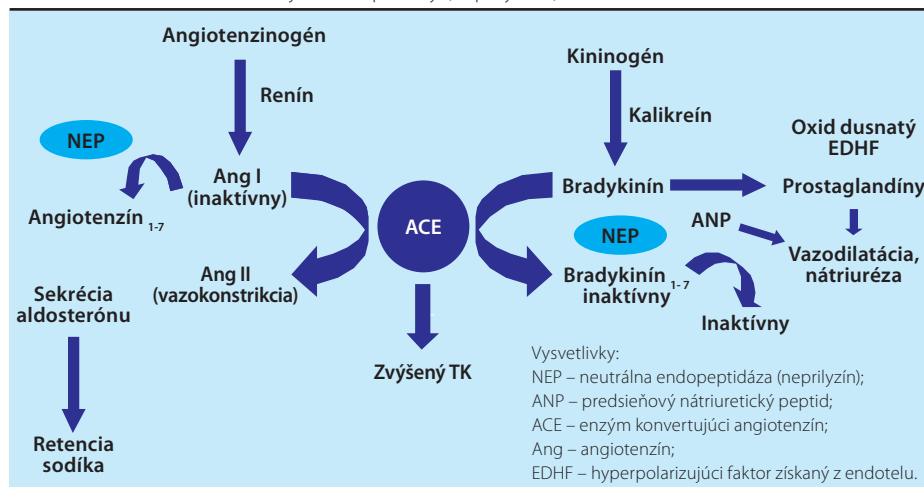 Angiotenzinogén
Renín
NEP
Ang I
(inaktívny)
Angiotenzín 1-7
Ang II
(vazokonstrikcia)
Sekrécia
aldosterónu
Retencia
sodíka
ACE
Zvýšený TK
Kininogén
Kalikreín
Bradykinín
NEP
Bradykinín 1-7
inaktívny
Inaktívny
Oxid dusnatý
EDHF
Prostaglandíny
ANP
Vazodilatácia,
nátriuréza
Vysvetlivky:
NEP – neutrálna endopeptidáza (neprilyzín);
ANP – predsieňový nátriuretický peptid;
ACE – enzým konvertujúci angiotenzín;
Ang – angiotenzín;
EDHF – hyperpolarizujúci faktor získaný z endotelu.